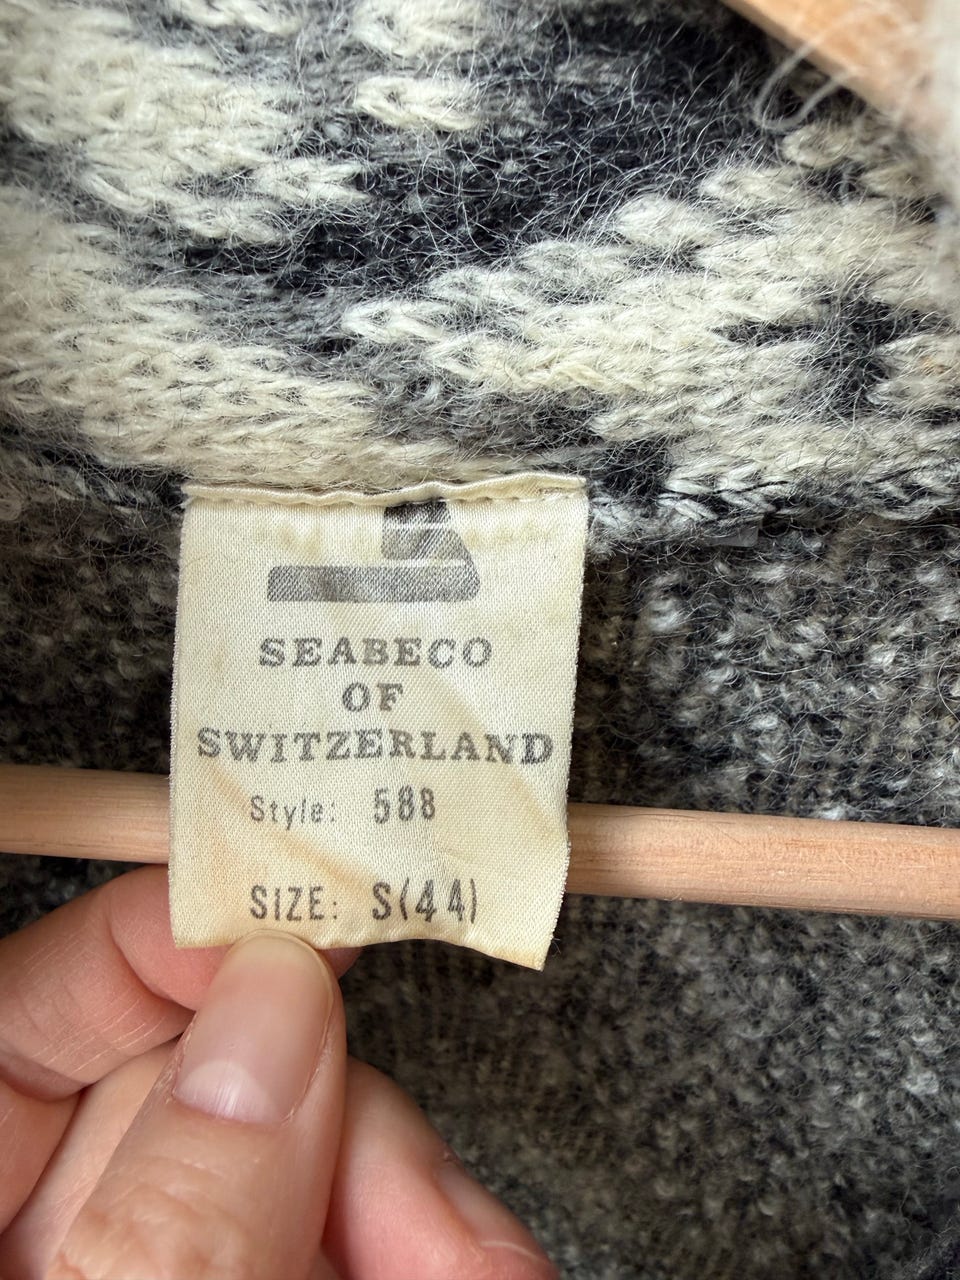 SEABECO
OF
SWITZERLAND
Style: 588
SIZE: S(44)